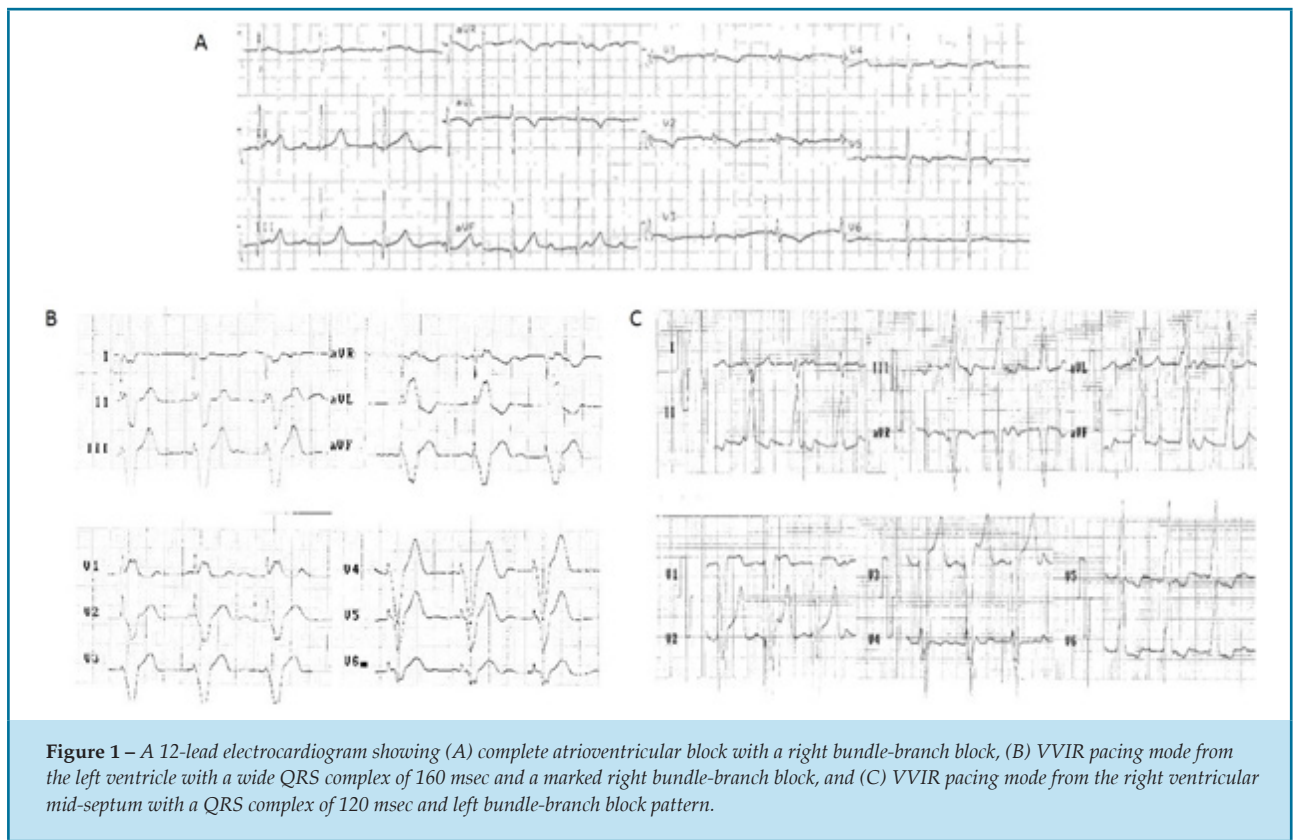 A
I
aVR
V1
V4
II
aVL
V2
V5
III
aVF
V3
V6
B
I
aVR
II
aVL
III
aVF
V1
V4
V2
V5
V3
V6
C
I
III
aVL
II
aVR
aVF
V1
V3
V5
V2
V4
V6
Figure 1 – A 12-lead electrocardiogram showing (A) complete atrioventricular block with a right bundle-branch block, (B) VVIR pacing mode from
the left ventricle with a wide QRS complex of 160 msec and a marked right bundle-branch block, and (C) VVIR pacing mode from the right ventricular
mid-septum with a QRS complex of 120 msec and left bundle-branch block pattern.